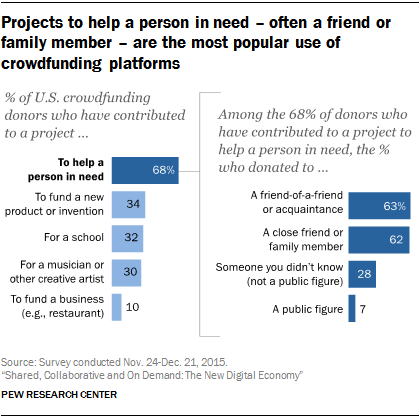 Projects to help a person in need – often a friend or
family member – are the most popular use of
crowdfunding platforms
% of U.S. crowdfunding
donors who have contributed
to a project ...
To help a
person in need
68%
To fund a new
product or invention
34
For a school
32
For a musician or
other creative artist
30
To fund a business
(e.g., restaurant)
10
Among the 68% of donors who
have contributed to a project to
help a person in need, the %
who donated to ...
A friend-of-a-friend
or acquaintance
63%
A close friend or
family member
62
Someone you didn't know
(not a public figure)
28
A public figure
7
Source: Survey conducted Nov. 24-Dec. 21, 2015.
"Shared, Collaborative and On Demand: The New Digital Economy"
PEW RESEARCH CENTER